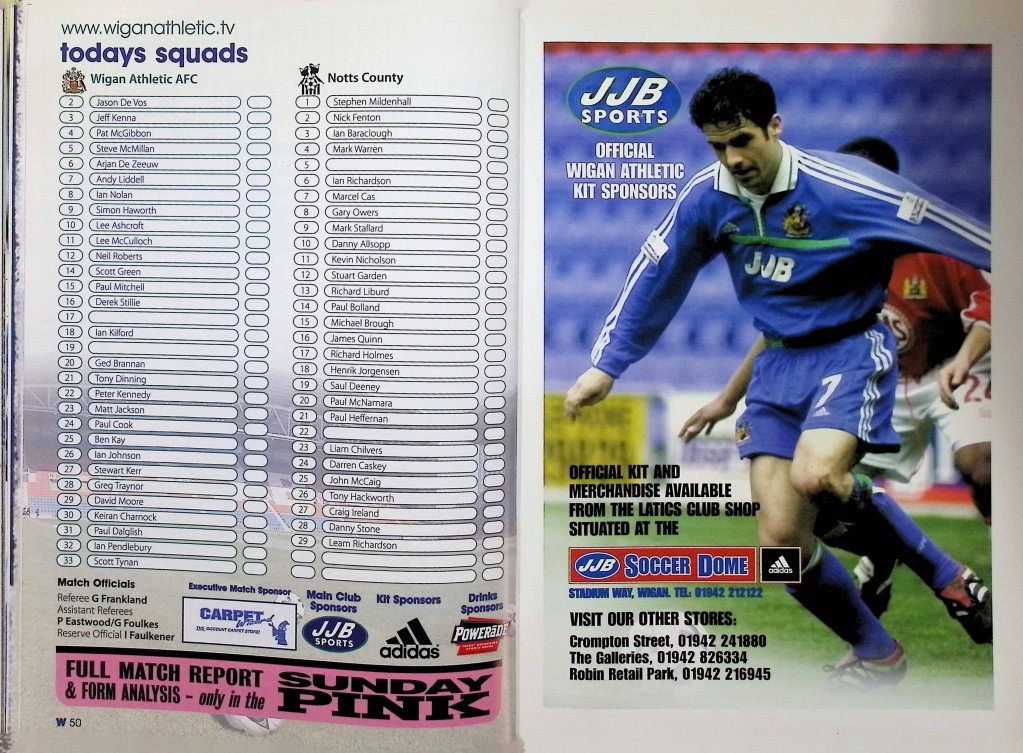 www.wiganathletic.tv
todays squads
Wigan Athletic AFC
2 Jason De Vos
3 Jeff Kenna
4 Pat McGibbon
5 Steve McMillan
6 Arjan De Zeeuw
7 Andy Liddell
8 Ian Nolan
9 Simon Haworth
10 Lee Ashcroft
11 Lee McCulloch
12 Neil Roberts
14 Scott Green
15 Paul Mitchell
16 Derek Stillie
17
18 Ian Kilford
19
20 Ged Brannan
21 Tony Dinning
22 Peter Kennedy
23 Matt Jackson
24 Paul Cook
25 Ben Kay
26 Ian Johnson
27 Stewart Kerr
28 Greg Traynor
29 David Moore
30 Keiran Charnock
31 Paul Dalglish
32 Ian Pendlebury
33 Scott Tynan
Notts County
1 Stephen Mildenhall
2 Nick Fenton
3 Ian Baraclough
4 Mark Warren
5
6 Ian Richardson
7 Marcel Cas
8 Gary Owers
9 Mark Stallard
10 Danny Allsopp
11 Kevin Nicholson
12 Stuart Garden
13 Richard Liburd
14 Paul Bolland
15 Michael Brough
16 James Quinn
17 Richard Holmes
18 Henrik Jorgensen
19 Saul Deeney
20 Paul McNamara
21 Paul Heffernan
22
23 Liam Chilvers
24 Darren Caskey
25 John McCaig
26 Tony Hackworth
27 Craig Ireland
28 Danny Stone
29 Leam Richardson
Match Officials
Referee G Frankland
Assistant Referees
P Eastwood/G Foulkes
Reserve Official I Faulkener
Executive Match Sponsor
CARPET
THE DISCOUNT CARPET STORE!
Main Club
Sponsors
JJB
SPORTS
Kit Sponsors
adidas
Drinks
Sponsors
POWERADE
FULL MATCH REPORT
& FORM ANALYSIS – only in the
SUNDAY
PINK
W 50
JJB
SPORTS
OFFICIAL
WIGAN ATHLETIC
KIT SPONSORS
JJB
7
OFFICIAL KIT AND
MERCHANDISE AVAILABLE
FROM THE LATICS CLUB SHOP
SITUATED AT THE
JJB SOCCER DOME
adidas
STADIUM WAY, WIGAN. TEL: 01942 212122
VISIT OUR OTHER STORES:
Crompton Street, 01942 241880
The Galleries, 01942 826334
Robin Retail Park, 01942 216945